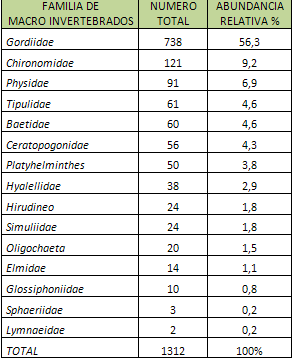 FAMILIA DE MACRO INVERTEBRADOS NUMERO TOTAL ABUNDANCIA RELATIVA %
Gordiidae 738 56,3
Chironomidae 121 9,2
Physidae 91 6,9
Tipulidae 61 4,6
Baetidae 60 4,6
Ceratopogonidae 56 4,3
Platyhelminthes 50 3,8
Hyalellidae 38 2,9
Hirudineo 24 1,8
Simuliidae 24 1,8
Oligochaeta 20 1,5
Elmidae 14 1,1
Glossiphoniidae 10 0,8
Sphaeriidae 3 0,2
Lymnaeidae 2 0,2
TOTAL 1312 100%